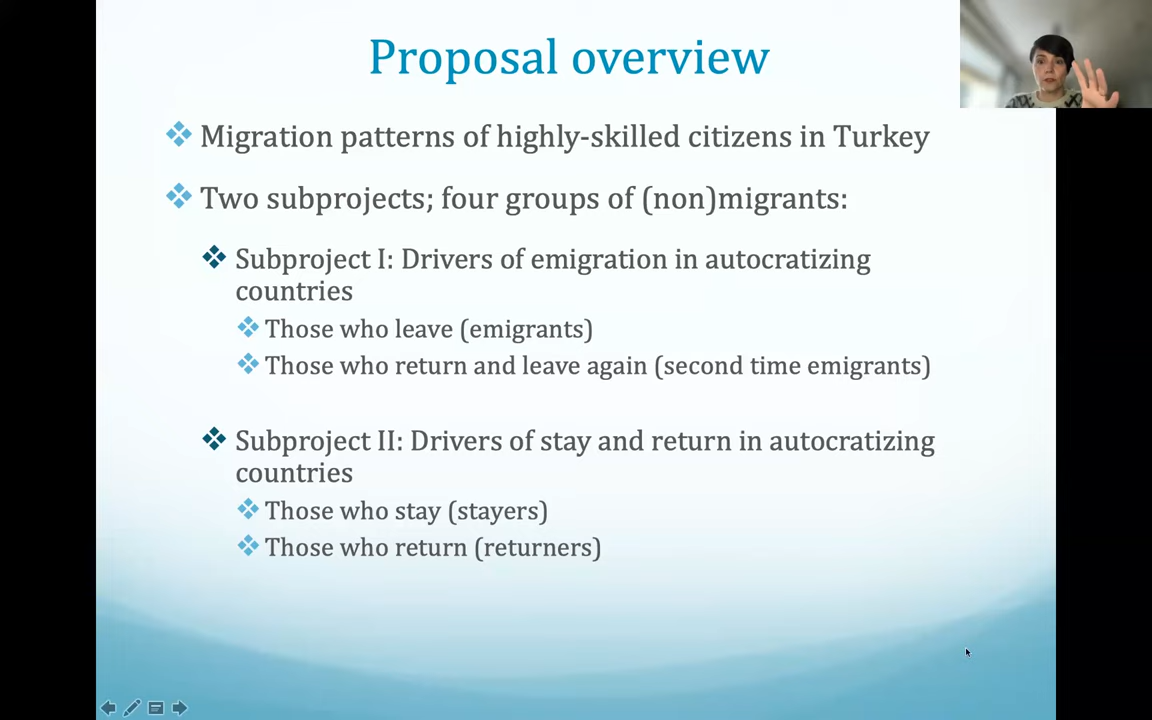 Proposal overview
Migration patterns of highly-skilled citizens in Turkey
Two subprojects; four groups of (non)migrants:
Subproject I: Drivers of emigration in autocratizing
countries
Those who leave (emigrants)
Those who return and leave again (second time emigrants)
Subproject II: Drivers of stay and return in autocratizing
countries
Those who stay (stayers)
Those who return (returners)